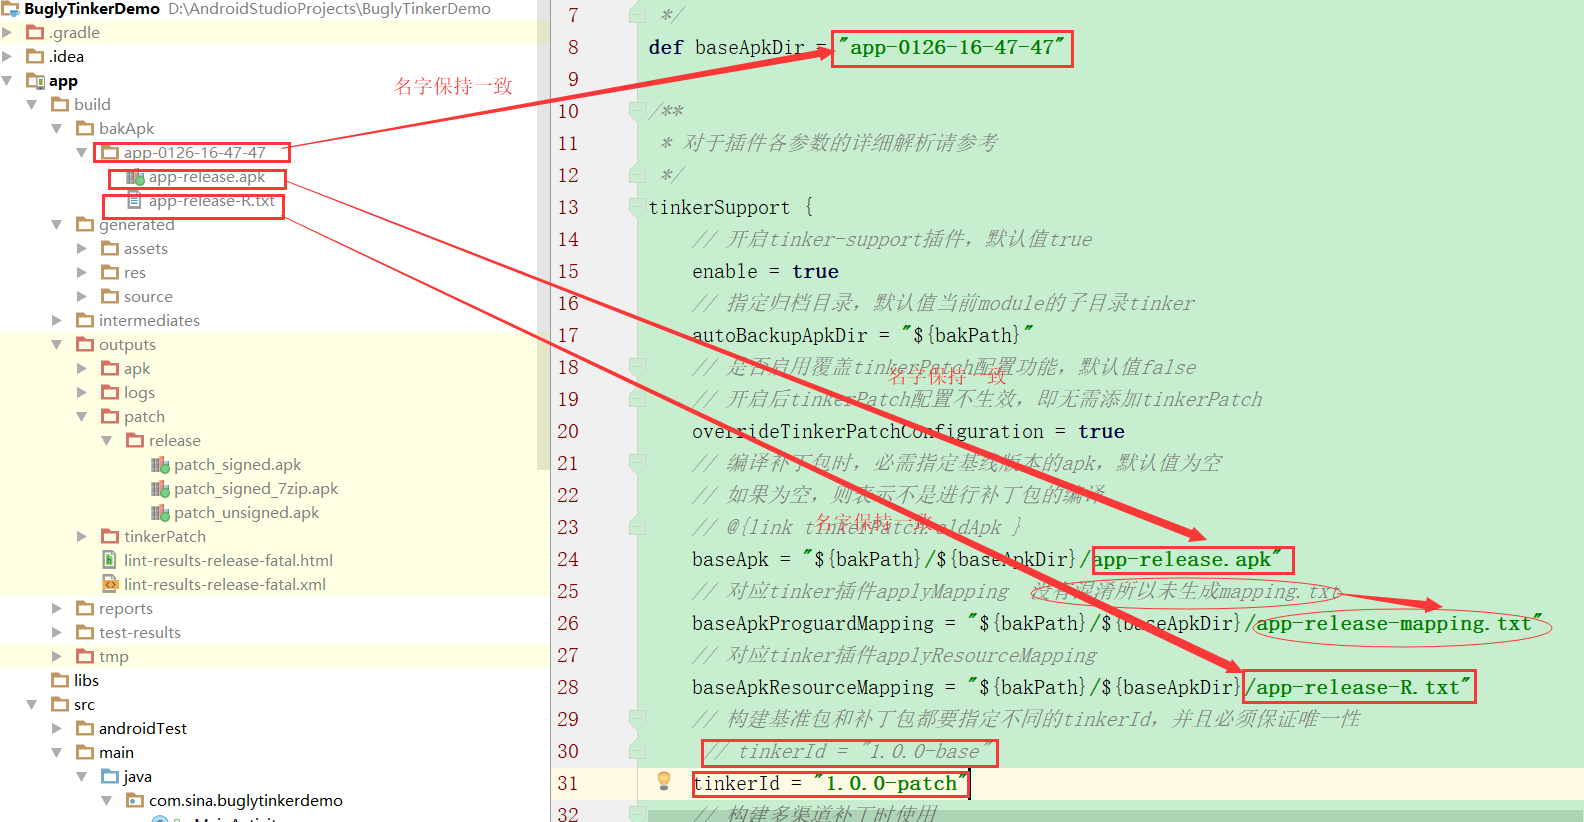 BuglyTinkerDemo D:\AndroidStudioProjects\BuglyTinkerDemo
.gradle
.idea
app
build
bakApk
app-0126-16-47-47
app-release.apk
app-release-R.txt
generated
assets
res
source
intermediates
outputs
apk
logs
patch
release
patch_signed.apk
patch_signed_7zip.apk
patch_unsigned.apk
tinkerPatch
lint-results-release-fatal.html
lint-results-release-fatal.xml
reports
test-results
tmp
libs
src
androidTest
main
java
com.sina.buglytinkerdemo
名字保持一致
7 */
8 def baseApkDir = "app-0126-16-47-47"
9
10 /**
11 * 对于插件各参数的详细解析请参考
12 */
13 tinkerSupport {
14 // 开启tinker-support插件，默认值true
15 enable = true
16 // 指定归档目录，默认值当前module的子目录tinker
17 autoBackupApkDir = "${bakPath}"
18 // 是否启用覆盖tinkerPatch配置功能，默认值false
名字保持一致
19 // 开启后tinkerPatch配置不生效，即无需添加tinkerPatch
20 overrideTinkerPatchConfiguration = true
21 // 编译补丁包时，必需指定基线版本的apk，默认值为空
22 // 如果为空，则表示不是进行补丁包的编译
23 // @{link tinkerPatch.oldApk }
名字保持一致
24 baseApk = "${bakPath}/${baseApkDir}/app-release.apk"
25 // 对应tinker插件applyMapping 没有混淆所以未生成mapping.txt
26 baseApkProguardMapping = "${bakPath}/${baseApkDir}/app-release-mapping.txt"
27 // 对应tinker插件applyResourceMapping
28 baseApkResourceMapping = "${bakPath}/${baseApkDir}/app-release-R.txt"
29 // 构建基准包和补丁包都要指定不同的tinkerId，并且必须保证唯一性
30 // tinkerId = "1.0.0-base"
31 tinkerId = "1.0.0-patch"
32 // 构建多渠道补丁时使用